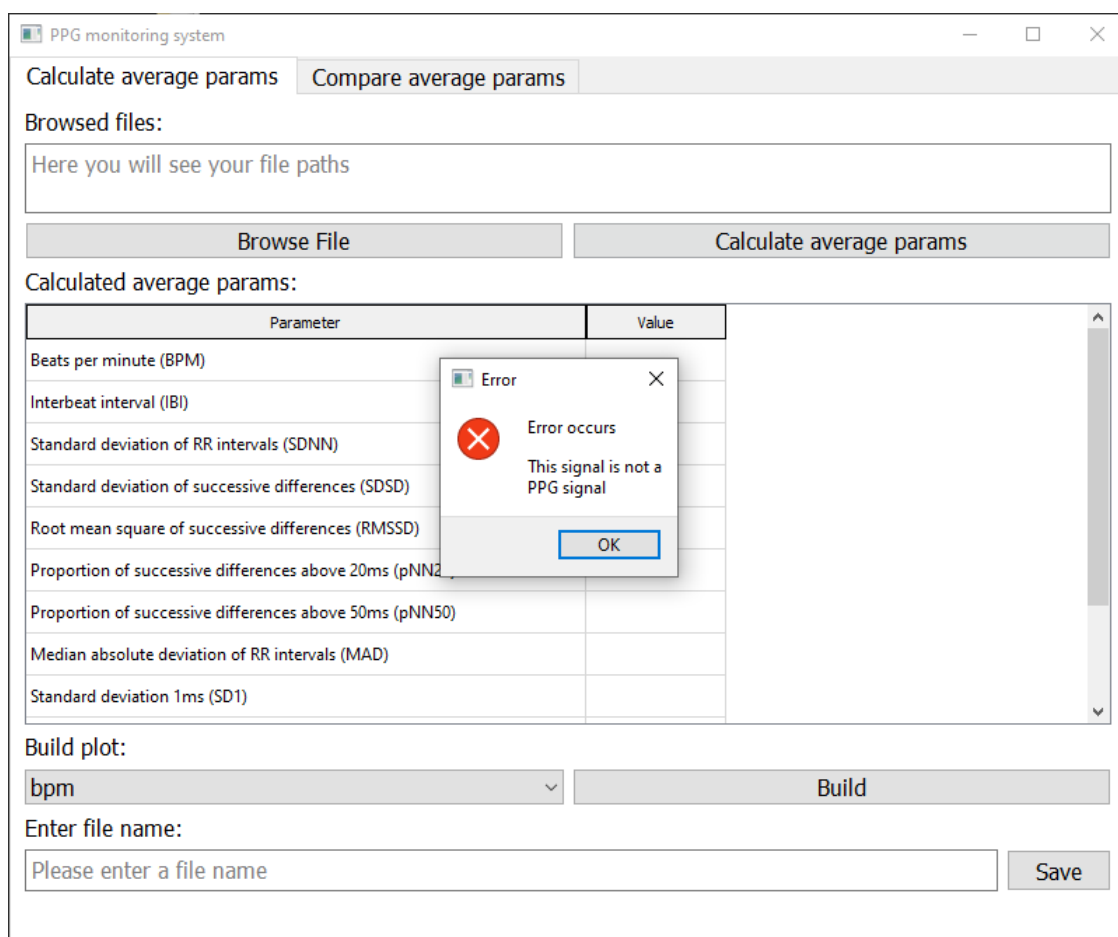 PPG monitoring system
Calculate average params
Compare average params
Browsed files:
Here you will see your file paths
Browse File
Calculate average params
Calculated average params:
Parameter
Value
Beats per minute (BPM)
Interbeat interval (IBI)
Standard deviation of RR intervals (SDNN)
Standard deviation of successive differences (SDSD)
Root mean square of successive differences (RMSSD)
Proportion of successive differences above 20ms
Proportion of successive differences above 50ms (pNN50)
Median absolute deviation of RR intervals (MAD)
Standard deviation 1ms (SD1)
Error
Error occurs
This signal is not a
PPG signal
OK
Build plot:
bpm
Build
Enter file name:
Please enter a file name
Save